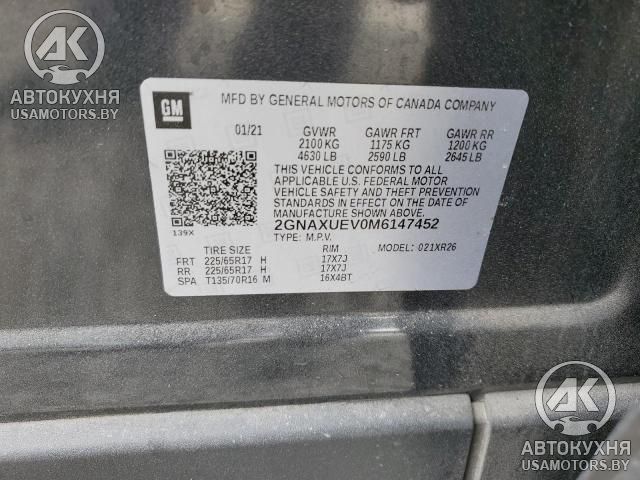 АК
АВТОКУХНЯ
USAMOTORS.BY
GM
MFD BY GENERAL MOTORS OF CANADA COMPANY
01/21 GVWR GAWR FRT GAWR RR
2100 KG 1175 KG 1200 KG
4630 LB 2590 LB 2645 LB
THIS VEHICLE CONFORMS TO ALL
APPLICABLE U.S. FEDERAL MOTOR
VEHICLE SAFETY AND THEFT PREVENTION
STANDARDS IN EFFECT ON THE DATE OF
MANUFACTURE SHOWN ABOVE.
139X 2GNAXUEV0M6147452
TYPE: M.P.V. MODEL: 021XR26
TIRE SIZE RIM
FRT 225/65R17 H 17X7J
RR 225/65R17 H 17X7J
SPA T135/70R16 M 16X4BT
АК
АВТОКУХНЯ
USAMOTORS.BY